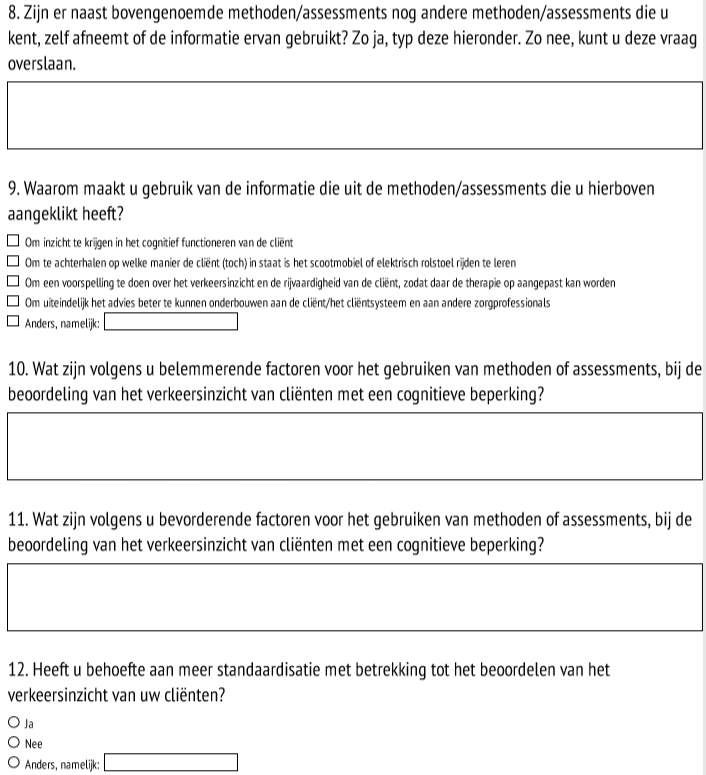 8. Zijn er naast bovengenoemde methoden/assessments nog andere methoden/assessments die u
kent, zelf afneemt of de informatie ervan gebruikt? Zo ja, typ deze hieronder. Zo nee, kunt u deze vraag
overslaan.
9. Waarom maakt u gebruik van de informatie die uit de methoden/assessments die u hierboven
aangeklikt heeft?
Om inzicht te krijgen in het cognitief functioneren van de cliënt
Om te achterhalen op welke manier de cliënt (toch) in staat is het scootmobiel of elektrisch rolstoel rijden te leren
Om een voorspelling te doen over het verkeersinzicht en de rijvaardigheid van de cliënt, zodat daar de therapie op aangepast kan worden
Om uiteindelijk het advies beter te kunnen onderbouwen aan de cliënt/het cliëntsysteem en aan andere zorgprofessionals
Anders, namelijk:
10. Wat zijn volgens u belemmerende factoren voor het gebruiken van methoden of assessments, bij de
beoordeling van het verkeersinzicht van cliënten met een cognitieve beperking?
11. Wat zijn volgens u bevorderende factoren voor het gebruiken van methoden of assessments, bij de
beoordeling van het verkeersinzicht van cliënten met een cognitieve beperking?
12. Heeft u behoefte aan meer standaardisatie met betrekking tot het beoordelen van het
verkeersinzicht van uw cliënten?
Ja
Nee
Anders, namelijk: